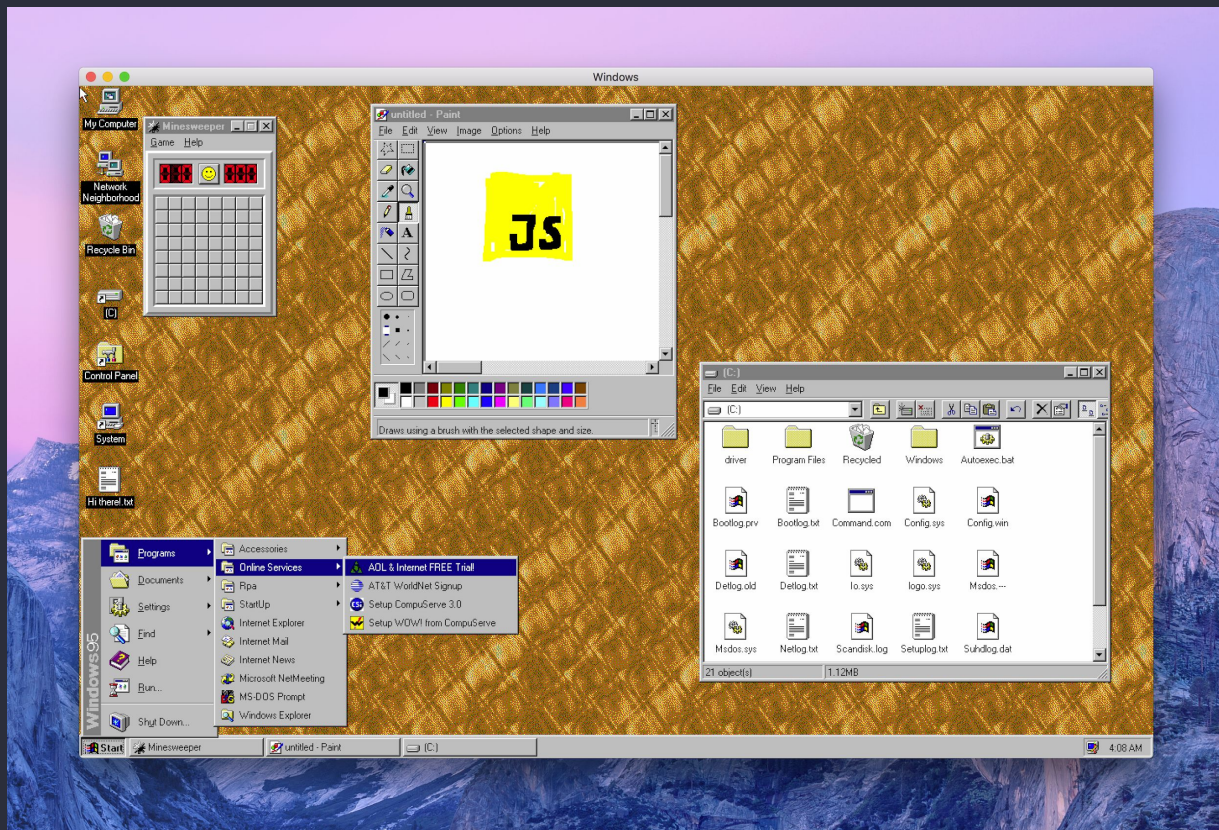 Windows
My Computer
Network
Neighborhood
Recycle Bin
(C)
Control Panel
System
Hi there!.txt
Minesweeper
Game Help
untitled - Paint
File Edit View Image Options Help
A
JS
Draws using a brush with the selected shape and size.
(C:)
File Edit View Help
(C:)
driver Program Files Recycled Windows Autoexec.bat
Bootlog.prv Bootlog.txt Command.com Config.sys Config.win
Detlog.old Detlog.txt Io.sys logo.sys Msdos.---
Msdos.sys Netlog.txt Scandisk.log Setuplog.txt Suhdlog.dat
21 object(s) 1.12MB
Windows95
Programs
Documents
Settings
Find
Help
Run...
Shut Down...
Accessories
Online Services
Rpa
StartUp
Internet Explorer
Internet Mail
Internet News
Microsoft NetMeeting
MS-DOS Prompt
Windows Explorer
AOL & Internet FREE Trial!
AT&T WorldNet Signup
Setup CompuServe 3.0
Setup WOW! from CompuServe
Start Minesweeper untitled - Paint (C:) 4:08 AM